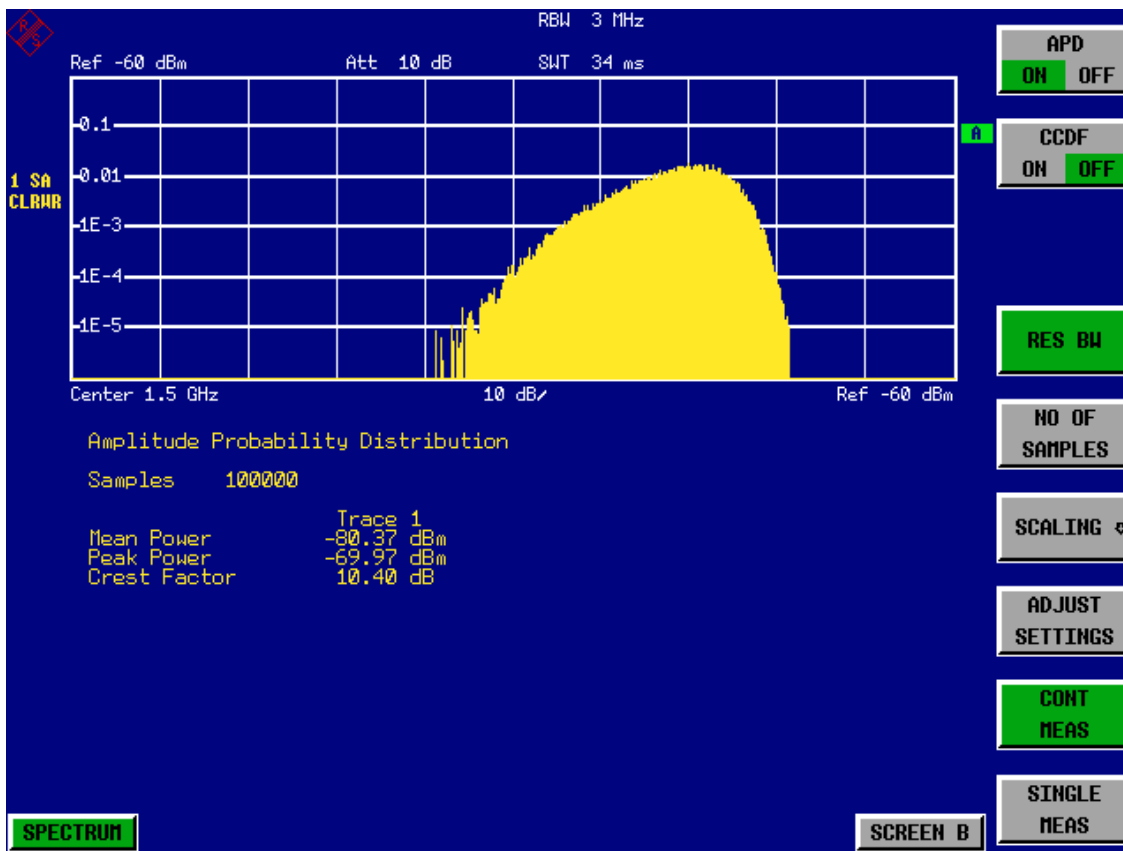 R S
RBW 3 MHz
Ref -60 dBm Att 10 dB SWT 34 ms
1 SA
CLRWR
0.1
0.01
1E-3
1E-4
1E-5
A
Center 1.5 GHz 10 dB/ Ref -60 dBm
Amplitude Probability Distribution
Samples 100000
Trace 1
Mean Power -80.37 dBm
Peak Power -69.97 dBm
Crest Factor 10.40 dB
SPECTRUM
SCREEN B
APD
ON OFF
CCDF
ON OFF
RES BW
NO OF
SAMPLES
SCALING
ADJUST
SETTINGS
CONT
MEAS
SINGLE
MEAS